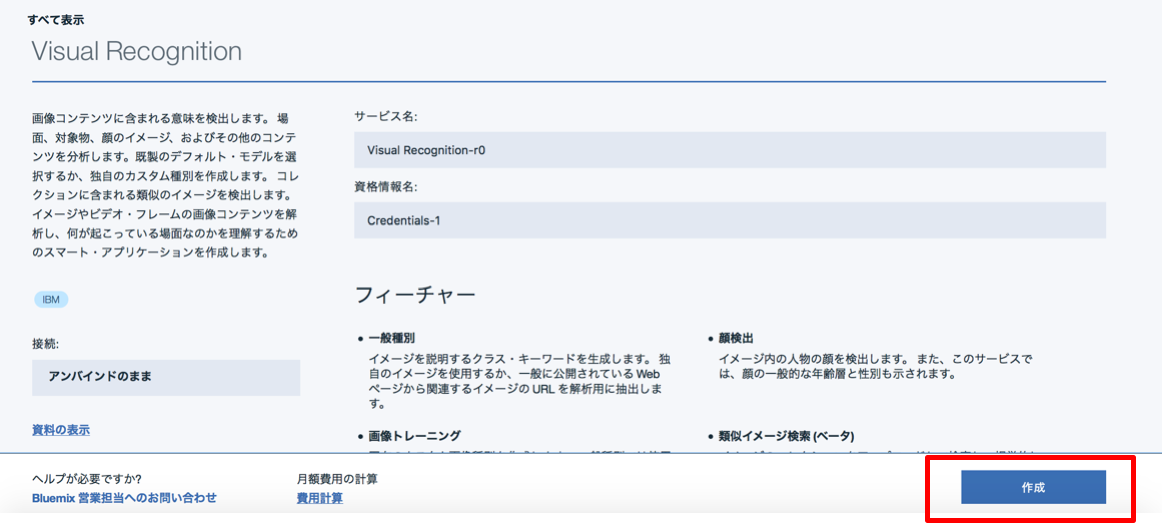 すべて表示
Visual Recognition
画像コンテンツに含まれる意味を検出します。 場
面、対象物、顔のイメージ、およびその他のコンテ
ンツを分析します。既製のデフォルト・モデルを選
択するか、独自のカスタム種別を作成します。 コレ
クションに含まれる類似のイメージを検出します。
イメージやビデオ・フレームの画像コンテンツを解
析し、何が起こっている場面なのかを理解するため
のスマート・アプリケーションを作成します。
IBM
接続:
アンバインドのまま
資料の表示
サービス名:
Visual Recognition-r0
資格情報名:
Credentials-1
フィーチャー
• 一般種別
イメージを説明するクラス・キーワードを生成します。 独
自のイメージを使用するか、一般に公開されている Web
ページから関連するイメージの URL を解析用に抽出しま
す。
• 顔検出
イメージ内の人物の顔を検出します。 また、このサービスで
は、顔の一般的な年齢層と性別も示されます。
• 画像トレーニング
• 類似イメージ検索 (ベータ)
ヘルプが必要ですか?
Bluemix 営業担当へのお問い合わせ
月額費用の計算
費用計算
作成